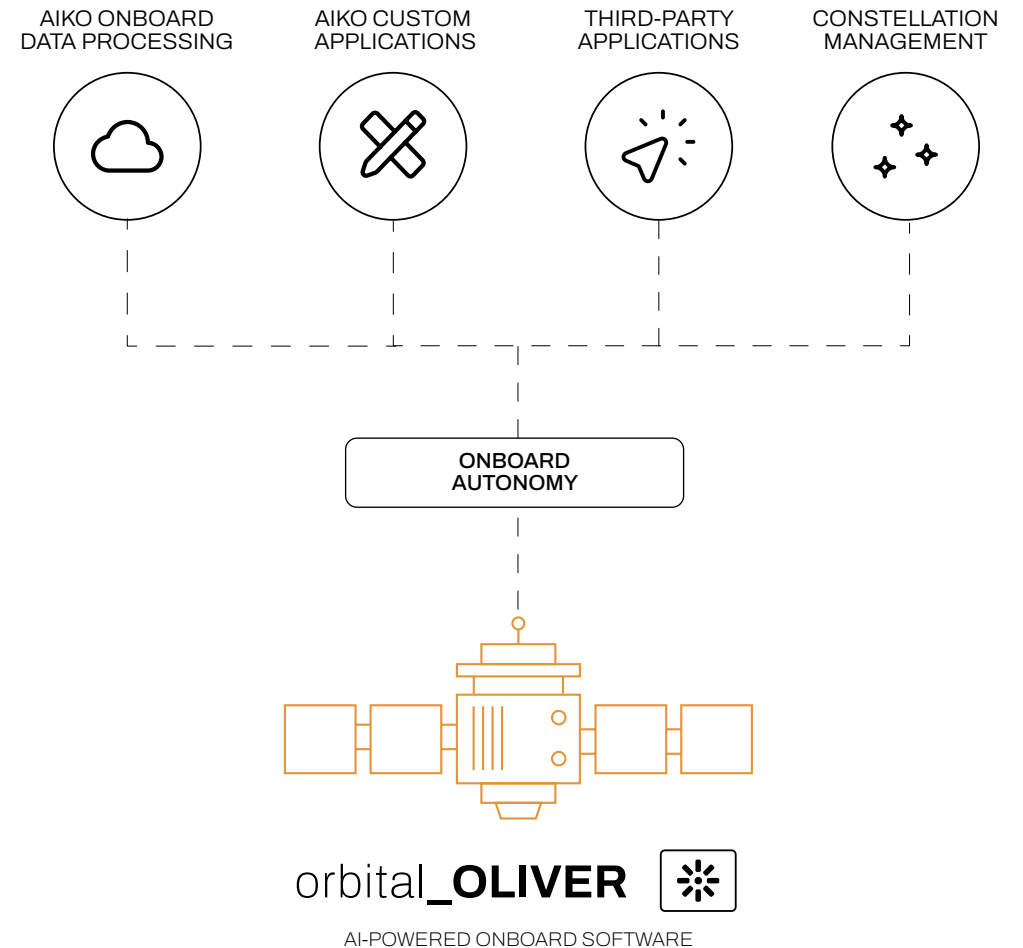 AIKO ONBOARD
DATA PROCESSING
AIKO CUSTOM
APPLICATIONS
THIRD-PARTY
APPLICATIONS
CONSTELLATION
MANAGEMENT
ONBOARD
AUTONOMY
orbital_OLIVER
AI-POWERED ONBOARD SOFTWARE